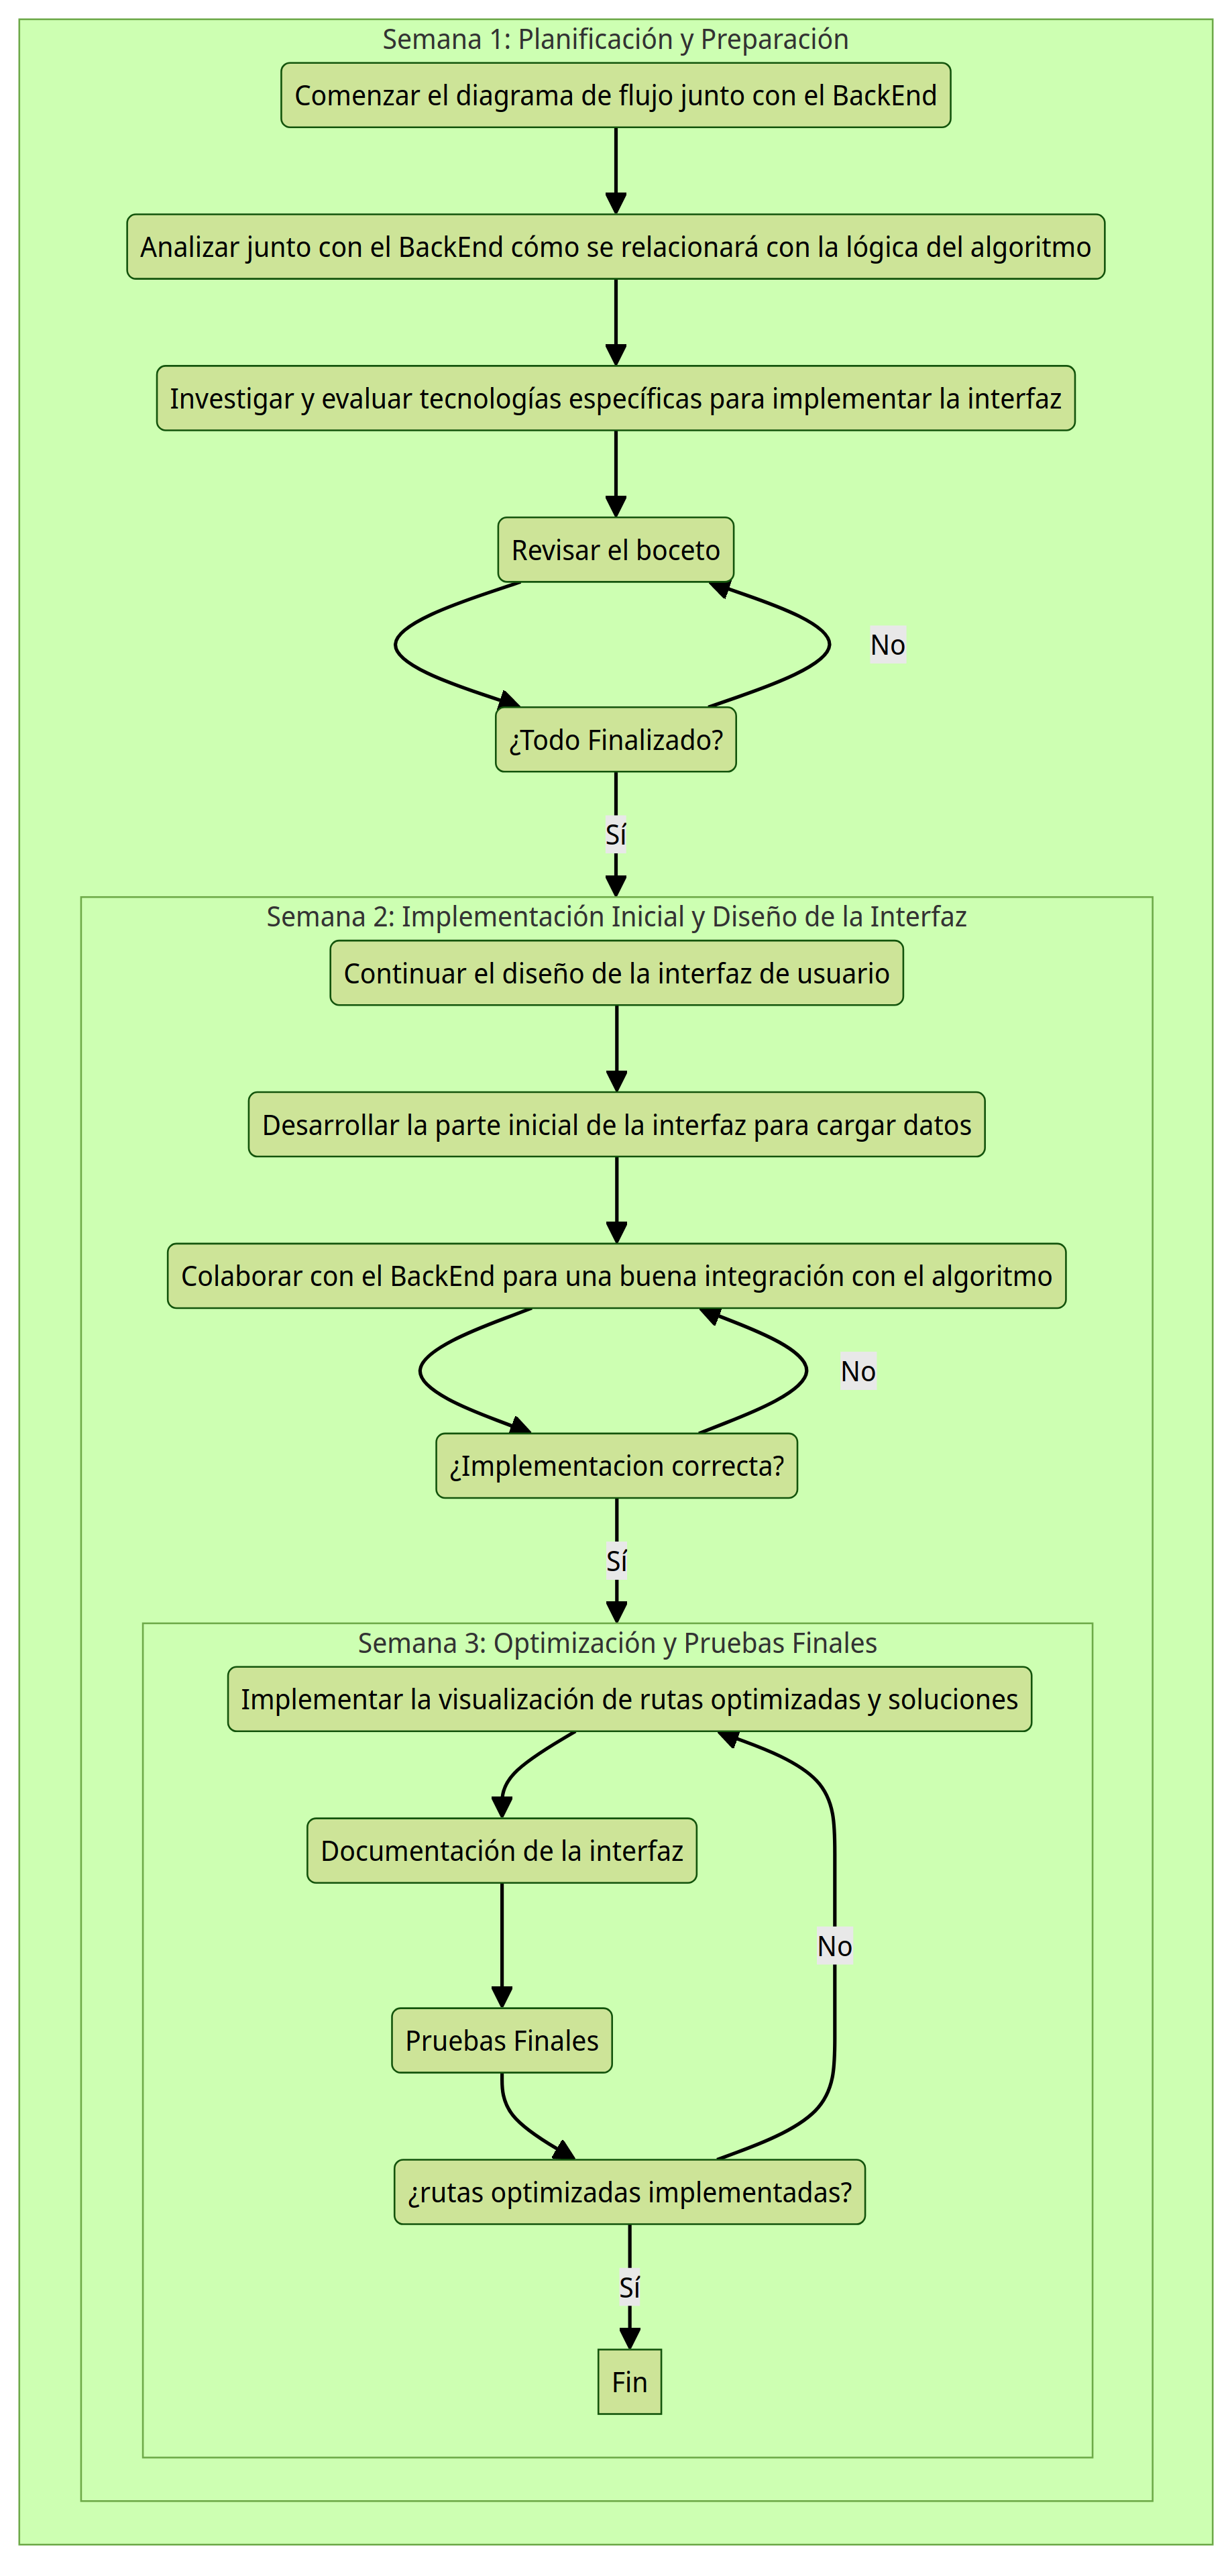 Semana 1: Planificación y Preparación
Comenzar el diagrama de flujo junto con el BackEnd
Analizar junto con el BackEnd cómo se relacionará con la lógica del algoritmo
Investigar y evaluar tecnologías específicas para implementar la interfaz
Revisar el boceto
No
¿Todo Finalizado?
Sí
Semana 2: Implementación Inicial y Diseño de la Interfaz
Continuar el diseño de la interfaz de usuario
Desarrollar la parte inicial de la interfaz para cargar datos
Colaborar con el BackEnd para una buena integración con el algoritmo
No
¿Implementacion correcta?
Sí
Semana 3: Optimización y Pruebas Finales
Implementar la visualización de rutas optimizadas y soluciones
Documentación de la interfaz
No
Pruebas Finales
¿rutas optimizadas implementadas?
Sí
Fin